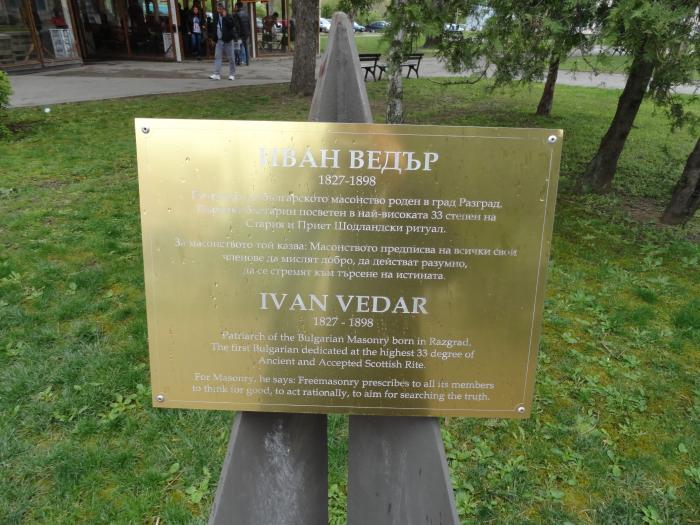 ИВАН ВЕДЪР
1827-1898
българското масонство роден в град Разград.
българин посветен в най-високата 33 степен на
Стария и Приет Шодландски ритуал.
За масонството той казва: Масонството предписва на всички свои
членове да мислят добро, да действат разумно,
да се стремят към търсене на истината.
IVAN VEDAR
1827 - 1898
Patriarch of the Bulgarian Masonry born in Razgrad.
The first Bulgarian dedicated at the highest 33 degree of
Ancient and Accepted Scottish Rite.
For Masonry, he says: Freemasonry prescribes to all its members
to think for good, to act rationally, to aim for searching the truth.